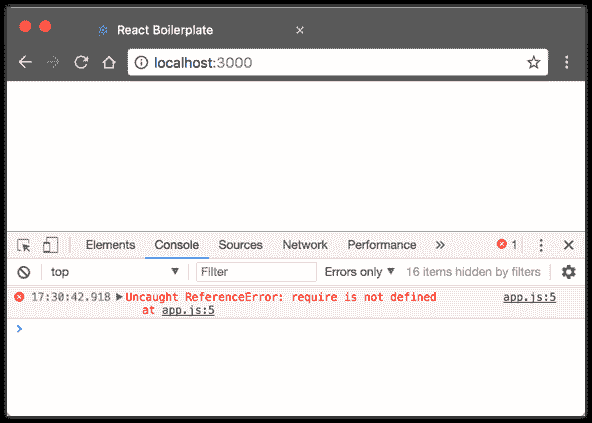 React Boilerplate
localhost:3000
Elements Console Sources Network Performance » 1
top Filter Errors only 16 items hidden by filters
17:30:42.918 Uncaught ReferenceError: require is not defined app.js:5
at app.js:5